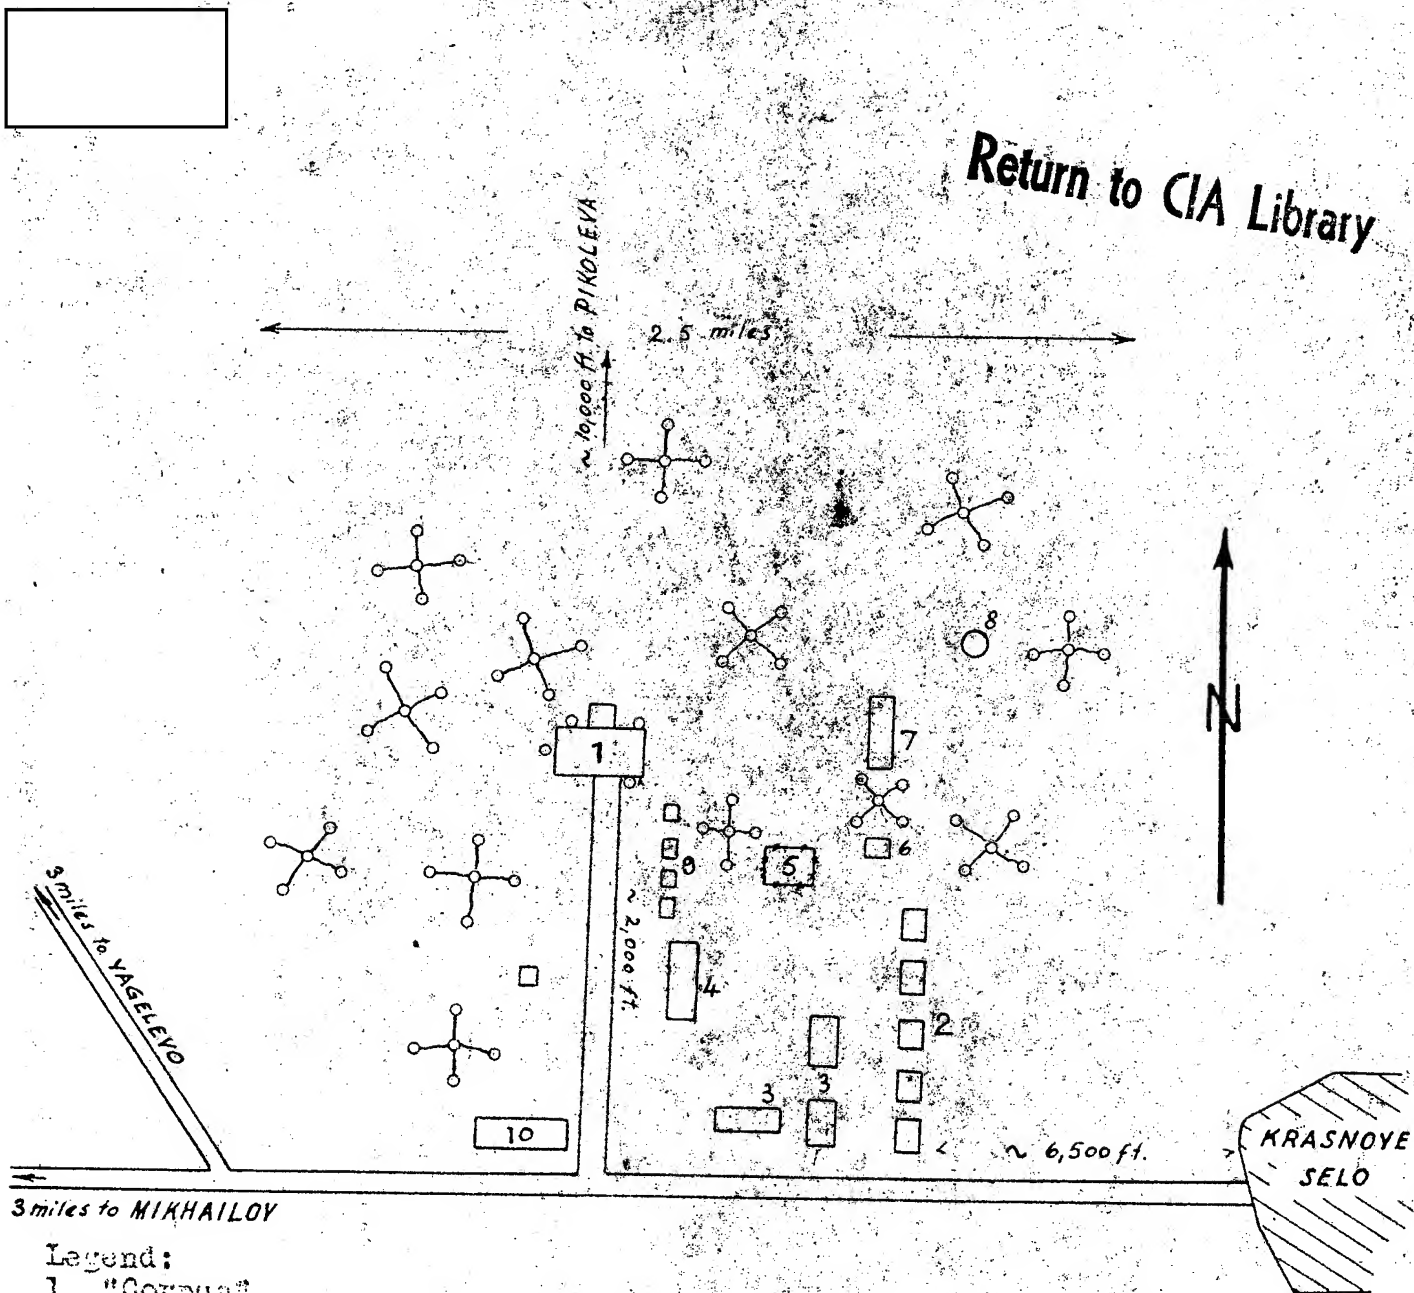 Return to CIA Library
~ 10,000 ft. to PIKOLEVA
2.5 miles
8
N
1
7
6
5
9
~ 2,000 ft.
4
2
3
3
10
3 miles to YAGELEVO
~ 6,500 ft.
KRASNOYE
SELO
3 miles to MIKHAILOV
Legend:
1 "Corpus"